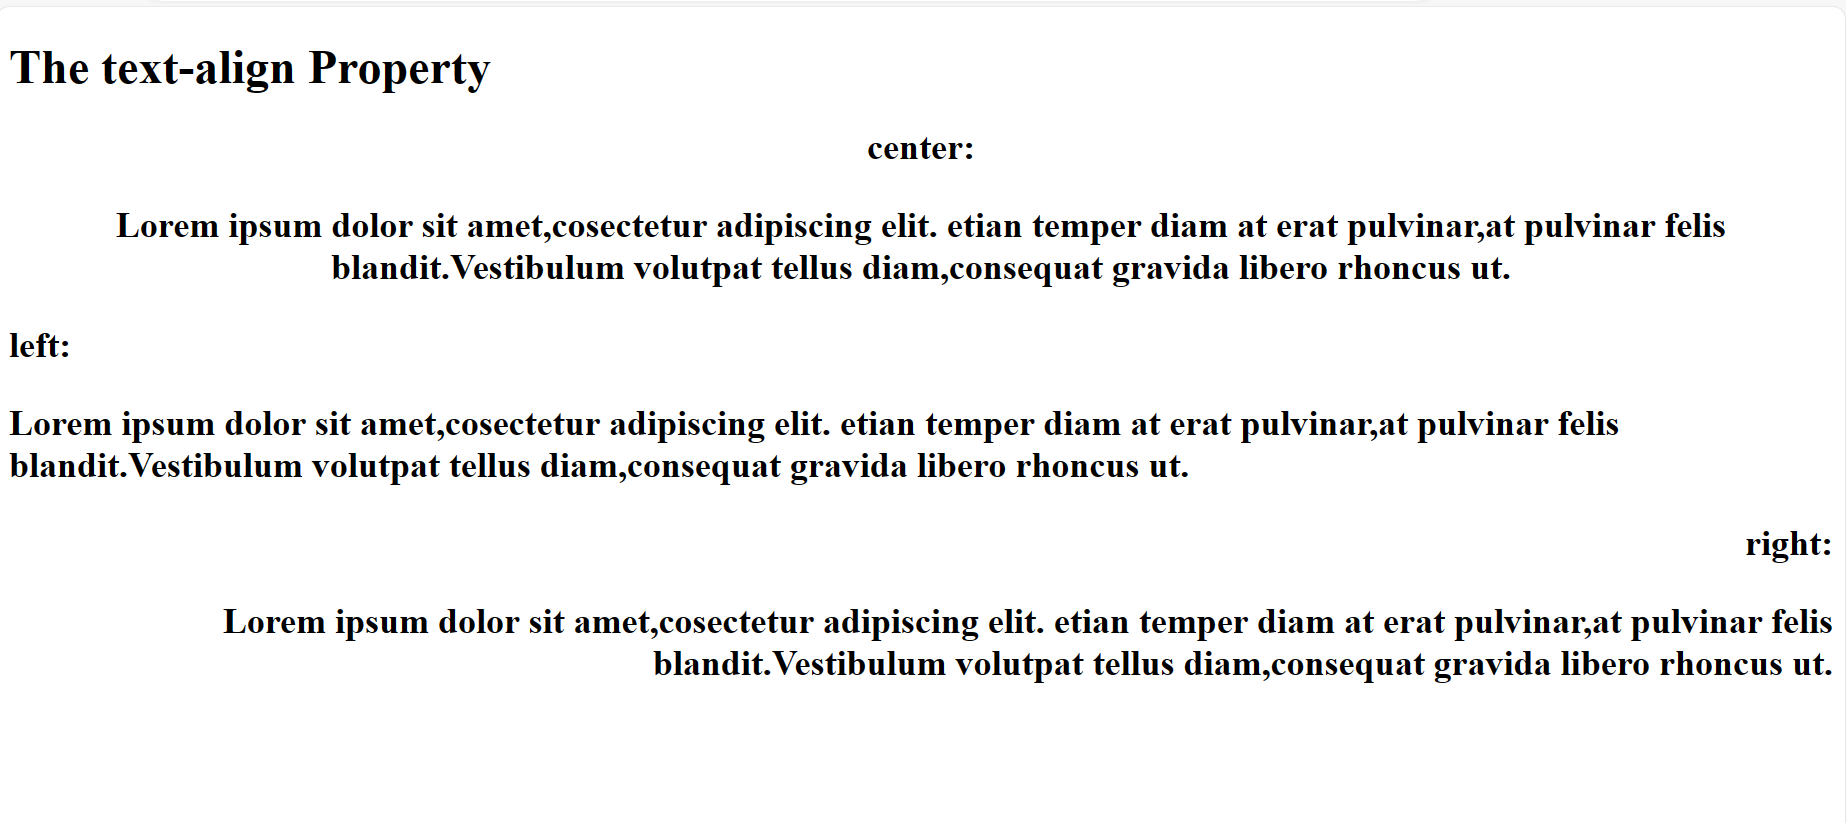 The text-align Property
center:
Lorem ipsum dolor sit amet,cosectetur adipiscing elit. etian temper diam at erat pulvinar,at pulvinar felis
blandit.Vestibulum volutpat tellus diam,consequat gravida libero rhoncus ut.
left:
Lorem ipsum dolor sit amet,cosectetur adipiscing elit. etian temper diam at erat pulvinar,at pulvinar felis
blandit.Vestibulum volutpat tellus diam,consequat gravida libero rhoncus ut.
right:
Lorem ipsum dolor sit amet,cosectetur adipiscing elit. etian temper diam at erat pulvinar,at pulvinar felis
blandit.Vestibulum volutpat tellus diam,consequat gravida libero rhoncus ut.